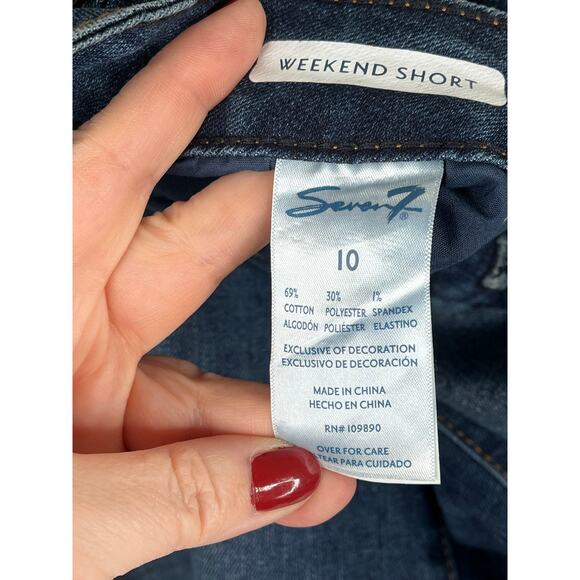 WEEKEND SHORT
Seven7®
10
69% 30% 1%
COTTON POLYESTER SPANDEX
ALGODÓN POLIÉSTER ELASTINO
EXCLUSIVE OF DECORATION
EXCLUSIVO DE DECORACIÓN
MADE IN CHINA
HECHO EN CHINA
RN# 109890
OVER FOR CARE
PARA CUIDADO